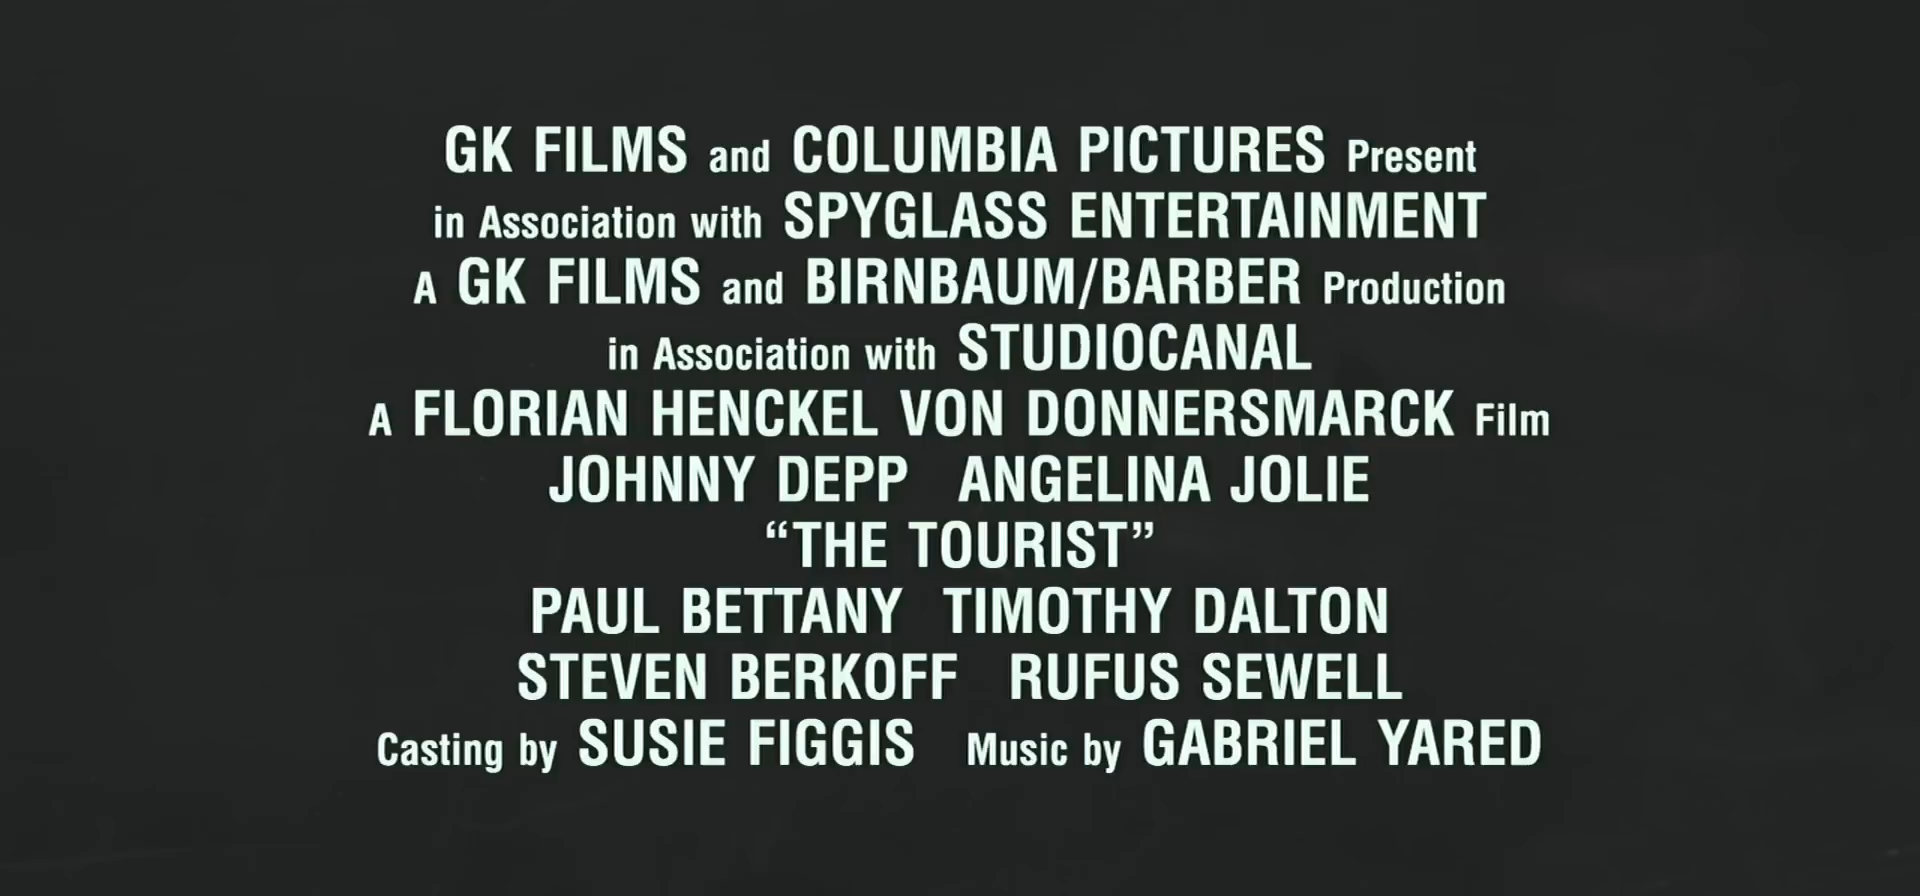 GK FILMS and COLUMBIA PICTURES Present
in Association with SPYGLASS ENTERTAINMENT
A GK FILMS and BIRNBAUM/BARBER Production
in Association with STUDIOCANAL
A FLORIAN HENCKEL VON DONNERSMARCK Film
JOHNNY DEPP ANGELINA JOLIE
“THE TOURIST”
PAUL BETTANY TIMOTHY DALTON
STEVEN BERKOFF RUFUS SEWELL
Casting by SUSIE FIGGIS Music by GABRIEL YARED